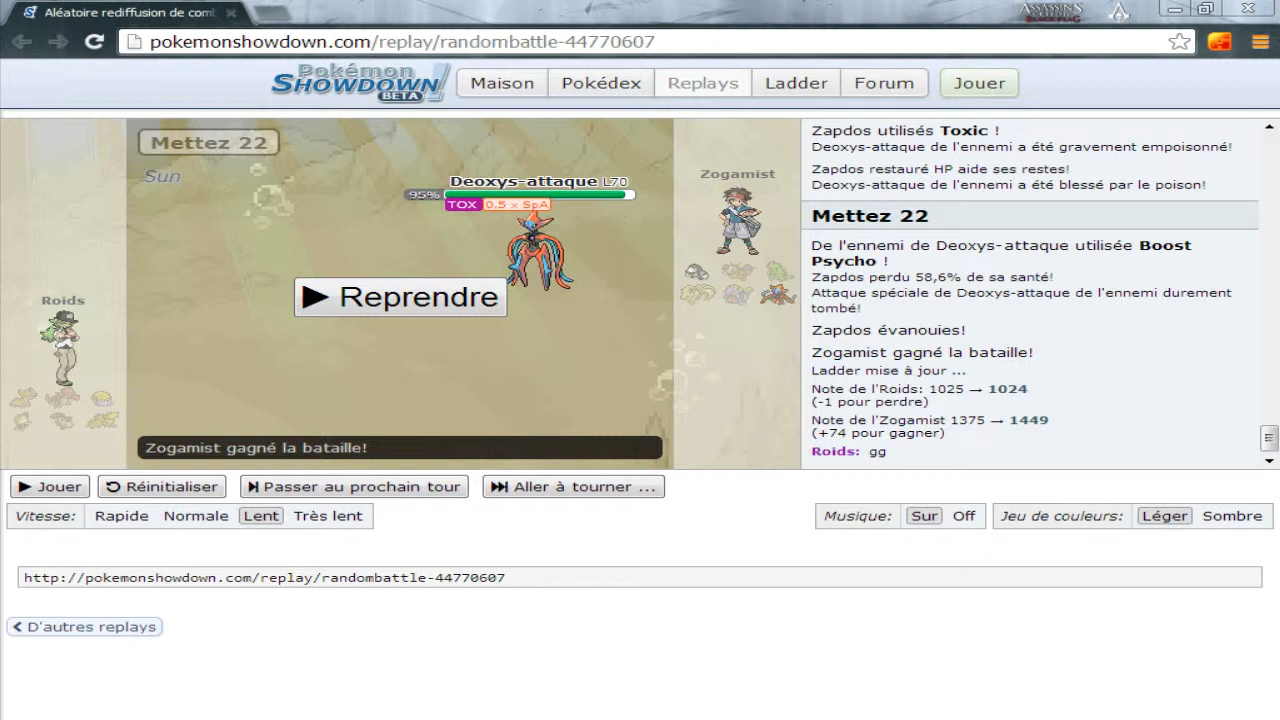 Aléatoire rediffusion de com
ASSASSIN'S
BLACK FLAG
pokemonshowdown.com/replay/randombattle-44770607
Pokémon
SHOWDOWN
BETA
Maison
Pokédex
Replays
Ladder
Forum
Jouer
Mettez 22
Sun
Deoxys-attaque L70
95%
TOX 0.5 x SpA
Zogamist
Roids
Reprendre
Zogamist gagné la bataille!
Zapdos utilisés Toxic !
Deoxys-attaque de l'ennemi a été gravement empoisonné!
Zapdos restauré HP aide ses restes!
Deoxys-attaque de l'ennemi a été blessé par le poison!
Mettez 22
De l'ennemi de Deoxys-attaque utilisée Boost
Psycho !
Zapdos perdu 58,6% de sa santé!
Attaque spéciale de Deoxys-attaque de l'ennemi durement
tombé!
Zapdos évanouies!
Zogamist gagné la bataille!
Ladder mise à jour ...
Note de l'Roids: 1025 → 1024
(-1 pour perdre)
Note de l'Zogamist 1375 → 1449
(+74 pour gagner)
Roids: gg
Jouer
Réinitialiser
Passer au prochain tour
Aller à tourner ...
Vitesse: Rapide Normale Lent Très lent
Musique: Sur Off
Jeu de couleurs: Léger Sombre
http://pokemonshowdown.com/replay/randombattle-44770607
D'autres replays